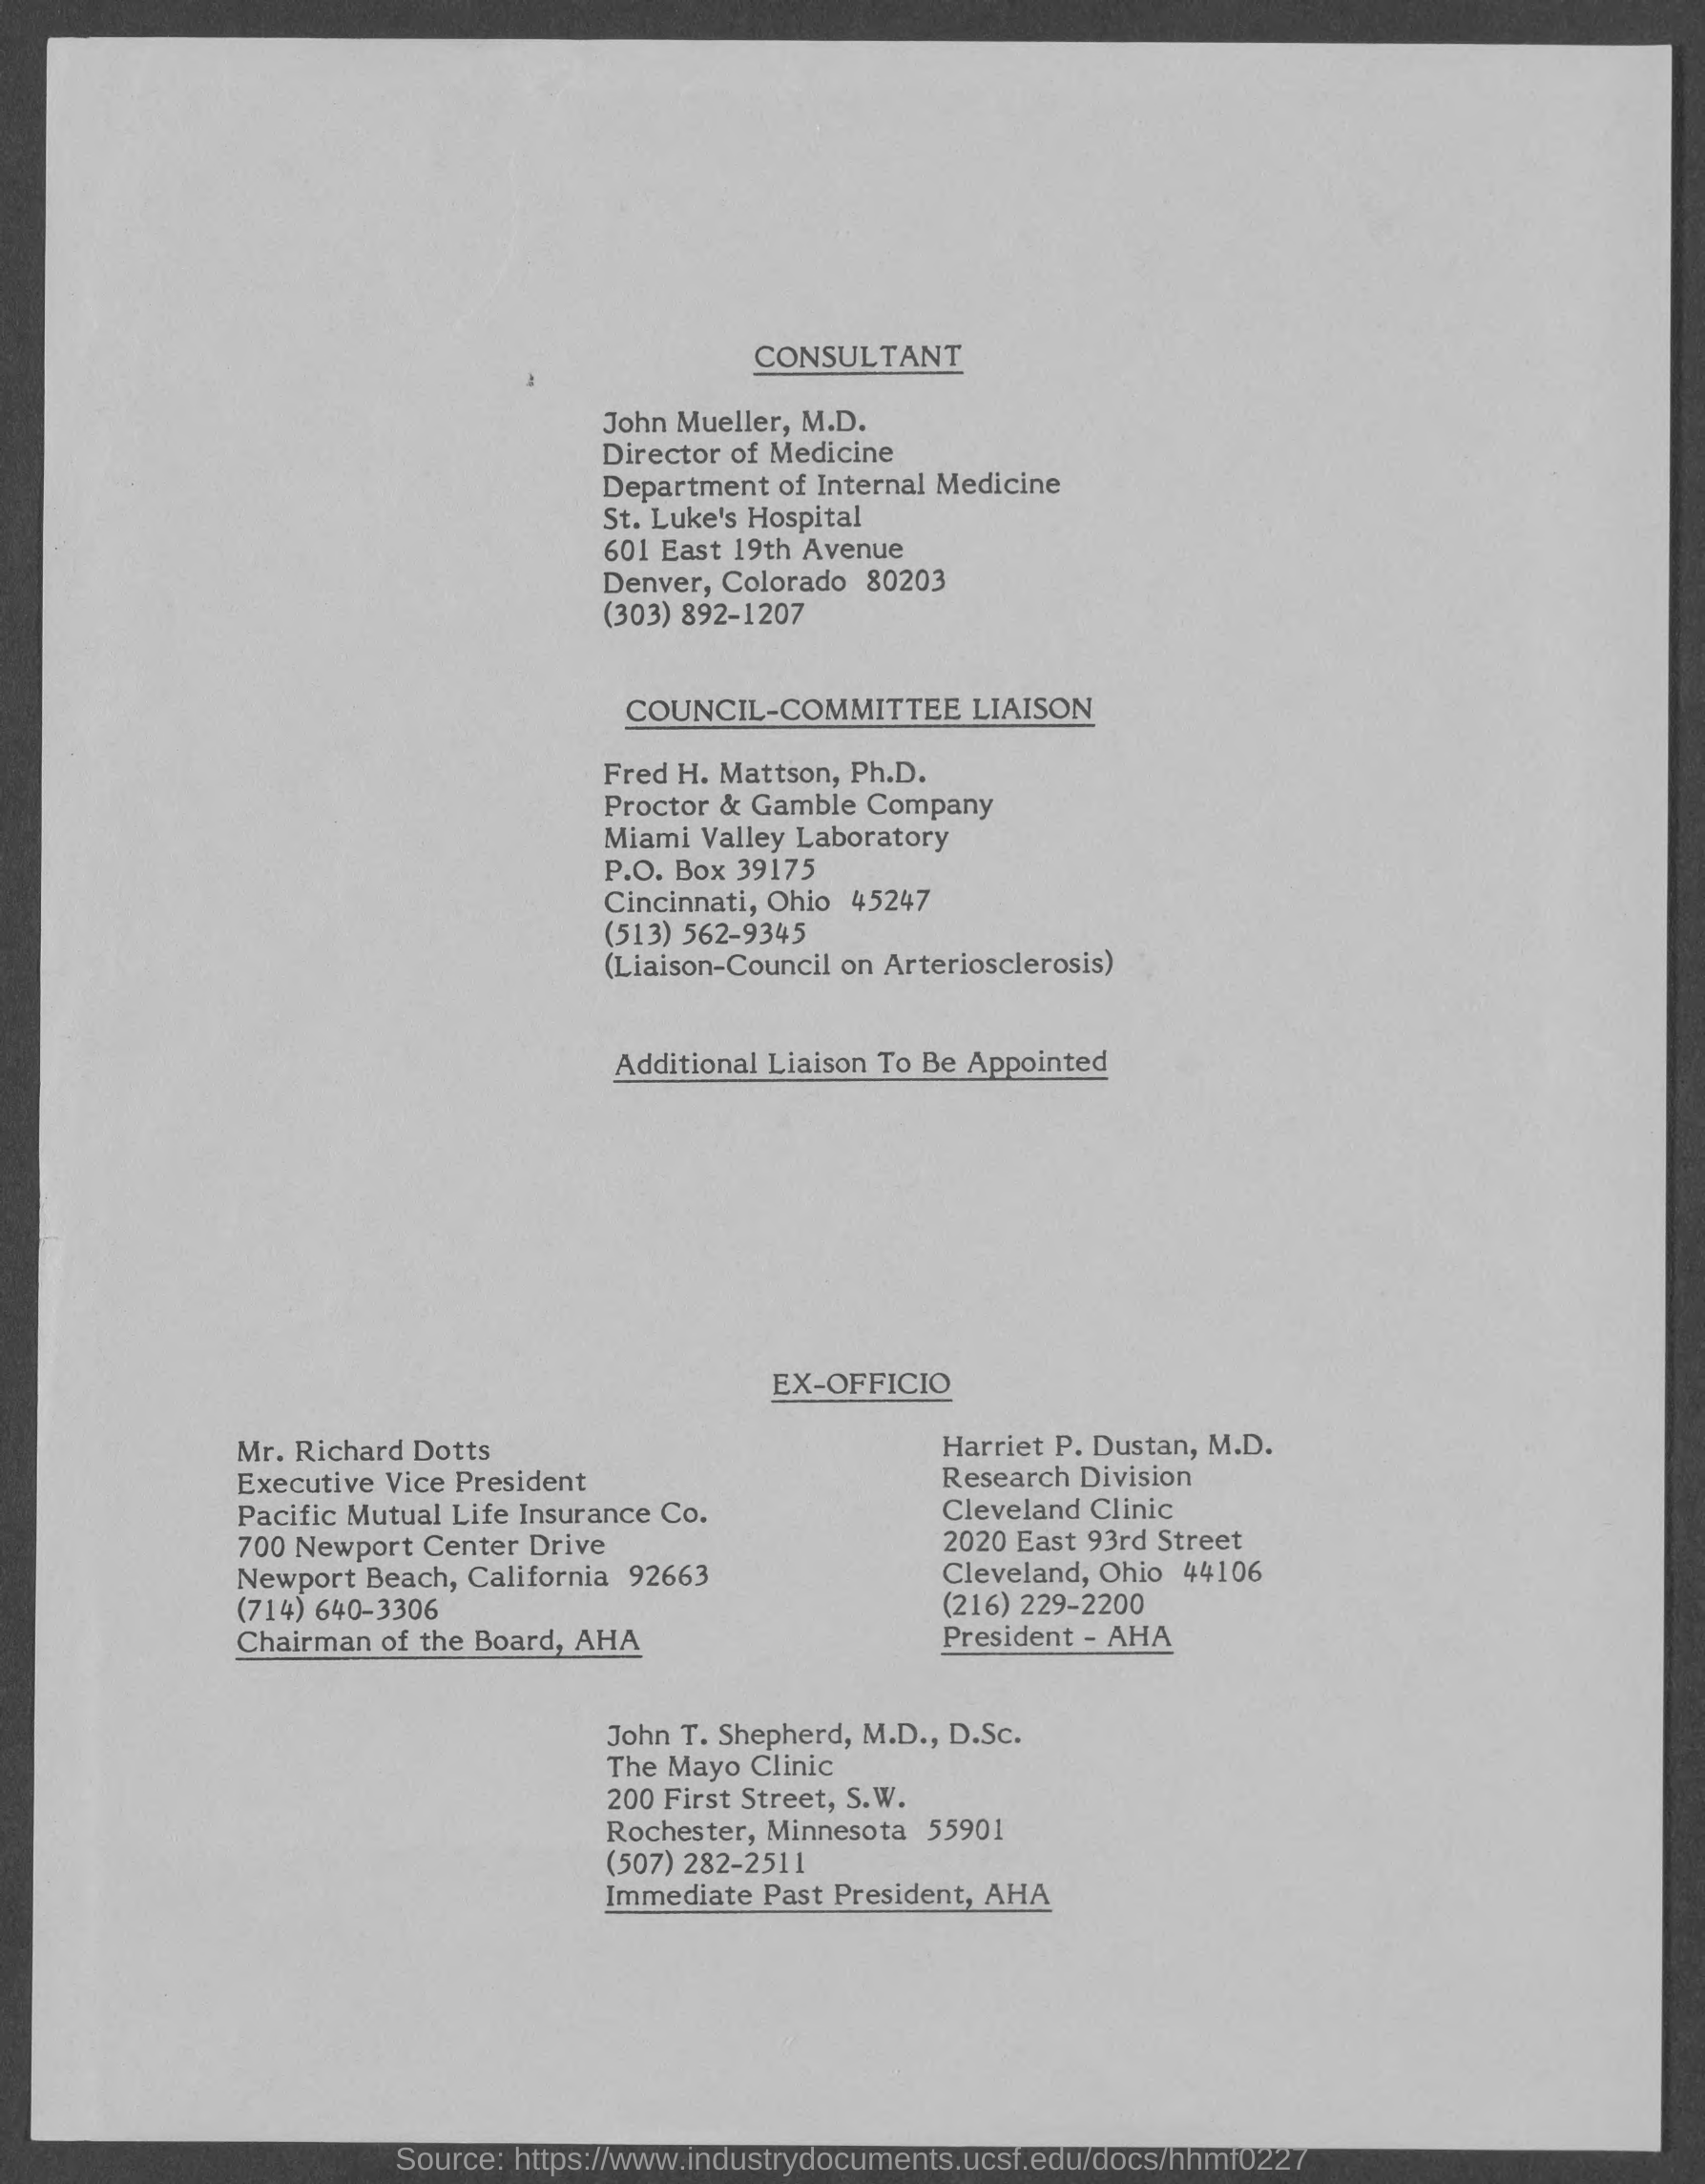 CONSULTANT
John Mueller, M.D.
Director of Medicine
Department of Internal Medicine
St. Luke's Hospital
601 East 19th Avenue
Denver, Colorado 80203
(303) 892-1207
COUNCIL-COMMITTEE LIAISON
Fred H. Mattson, Ph.D.
Proctor & Gamble Company
Miami Valley Laboratory
P.O. Box 39175
Cincinnati, Ohio 45247
(513) 562-9345
(Liaison-Council on Arteriosclerosis)
Additional Liaison To Be Appointed
EX-OFFICIO
Mr. Richard Dotts
Executive Vice President
Pacific Mutual Life Insurance Co.
700 Newport Center Drive
Newport Beach, California 92663
(714) 640-3306
Chairman of the Board, AHA
Harriet P. Dustan, M.D.
Research Division
Cleveland Clinic
2020 East 93rd Street
Cleveland, Ohio 44106
(216) 229-2200
President - AHA
John T. Shepherd, M.D., D.Sc.
The Mayo Clinic
200 First Street, S.W.
Rochester, Minnesota 55901
(507) 282-2511
Immediate Past President, AHA
Source: https://www.industrydocuments.ucsf.edu/docs/hhmf0227